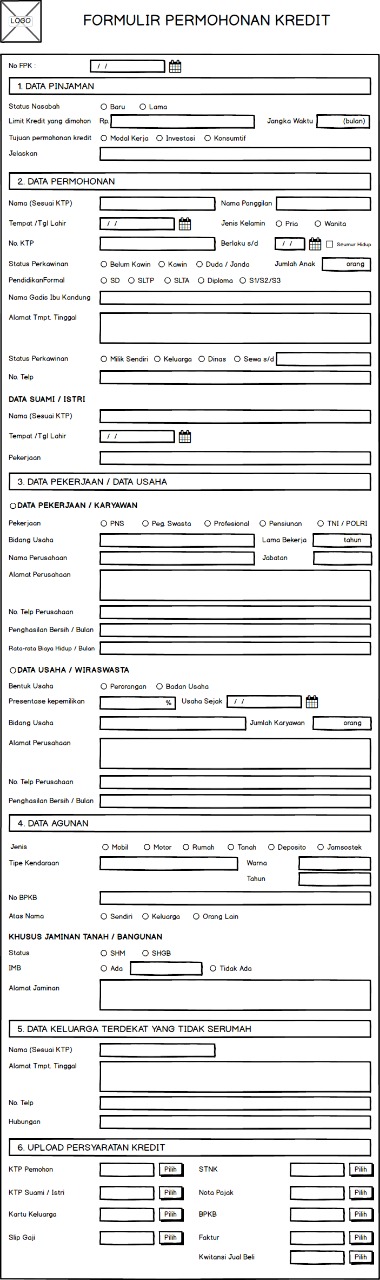 LOGO
FORMULIR PERMOHONAN KREDIT
No FPK : / /
1. DATA PINJAMAN
Status Nasabah Baru Lama
Limit Kredit yang dimohon Rp. Jangka Waktu (bulan)
Tujuan permohonan kredit Modal Kerja Investasi Konsumtif
Jelaskan
2. DATA PERMOHONAN
Nama (Sesuai KTP) Nama Panggilan
Tempat /Tgl Lahir / / Jenis Kelamin Pria Wanita
No. KTP Berlaku s/d / / Seumur Hidup
Status Perkawinan Belum Kawin Kawin Duda / Janda Jumlah Anak orang
PendidikanFormal SD SLTP SLTA Diploma S1/S2/S3
Nama Gadis Ibu Kandung
Alamat Tmpt. Tinggal
Status Perkawinan Milik Sendiri Keluarga Dinas Sewa s/d
No. Telp
DATA SUAMI / ISTRI
Nama (Sesuai KTP)
Tempat /Tgl Lahir / /
Pekerjaan
3. DATA PEKERJAAN / DATA USAHA
DATA PEKERJAAN / KARYAWAN
Pekerjaan PNS Peg. Swasta Profesional Pensiunan TNI / POLRI
Bidang Usaha Lama Bekerja tahun
Nama Perusahaan Jabatan
Alamat Perusahaan
No. Telp Perusahaan
Penghasilan Bersih / Bulan
Rata-rata Biaya Hidup / Bulan
DATA USAHA / WIRASWASTA
Bentuk Usaha Perorangan Badan Usaha
Presentase kepemilikan % Usaha Sejak / /
Bidang Usaha Jumlah Karyawan orang
Alamat Perusahaan
No. Telp Perusahaan
Penghasilan Bersih / Bulan
4. DATA AGUNAN
Jenis Mobil Motor Rumah Tanah Deposito Jamsostek
Tipe Kendaraan Warna
Tahun
No BPKB
Atas Nama Sendiri Keluarga Orang Lain
KHUSUS JAMINAN TANAH / BANGUNAN
Status SHM SHGB
IMB Ada Tidak Ada
Alamat Jaminan
5. DATA KELUARGA TERDEKAT YANG TIDAK SERUMAH
Nama (Sesuai KTP)
Alamat Tmpt. Tinggal
No. Telp
Hubungan
6. UPLOAD PERSYARATAN KREDIT
KTP Pemohon Pilih STNK Pilih
KTP Suami / Istri Pilih Nota Pajak Pilih
Kartu Keluarga Pilih BPKB Pilih
Slip Gaji Pilih Faktur Pilih
Kwitansi Jual Beli Pilih